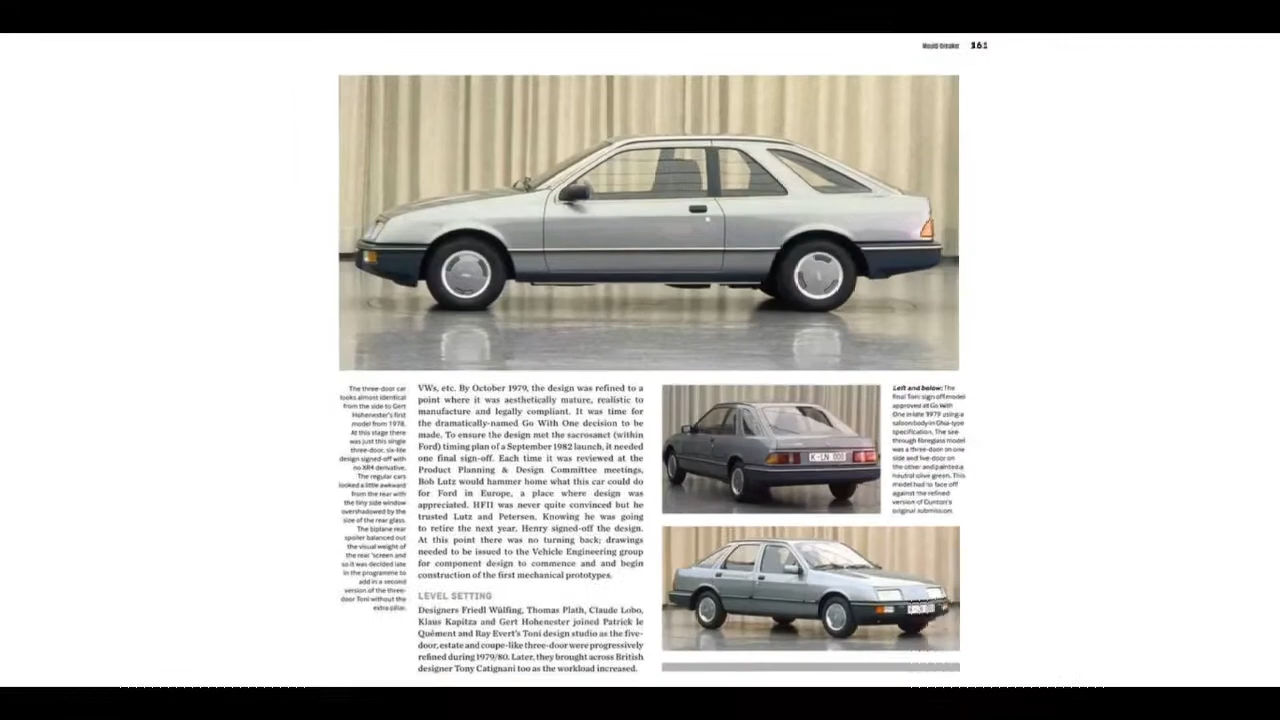 Mould-breaker 161
The three-door car
looks almost identical
from the side to Gert
Hohenester's first
model from 1978.
At this stage there
was just this single
three-door, six-lite
design signed-off with
no XR4 derivative.
The regular cars
looked a little awkward
from the rear with
the tiny side window
overshadowed by the
size of the rear glass.
The biplane rear
spoiler balanced out
the visual weight of
the rear 'screen and
so it was decided late
in the programme to
add in a second
version of the three-
door Toni without the
extra pillar.
VWs, etc. By October 1979, the design was refined to a
point where it was aesthetically mature, realistic to
manufacture and legally compliant. It was time for
the dramatically-named Go With One decision to be
made. To ensure the design met the sacrosanct (within
Ford) timing plan of a September 1982 launch, it needed
one final sign-off. Each time it was reviewed at the
Product Planning & Design Committee meetings,
Bob Lutz would hammer home what this car could do
for Ford in Europe, a place where design was
appreciated. HFII was never quite convinced but he
trusted Lutz and Petersen. Knowing he was going
to retire the next year, Henry signed-off the design.
At this point there was no turning back; drawings
needed to be issued to the Vehicle Engineering group
for component design to commence and and begin
construction of the first mechanical prototypes.
LEVEL SETTING
Designers Friedl Wülfing, Thomas Plath, Claude Lobo,
Klaus Kapitza and Gert Hohenester joined Patrick le
Quément and Ray Evert's Toni design studio as the five-
door, estate and coupe-like three-door were progressively
refined during 1979/80. Later, they brought across British
designer Tony Catignani too as the workload increased.
K-LN 000
Left and below: The
final Toni sign off model
approved at Go With
One in late 1979 using a
saloon body in Ghia-type
specification. The see-
through fibreglass model
was a three-door on one
side and five-door on
the other and painted a
neutral olive green. This
model had to face off
against the refined
version of Dunton's
original submission.